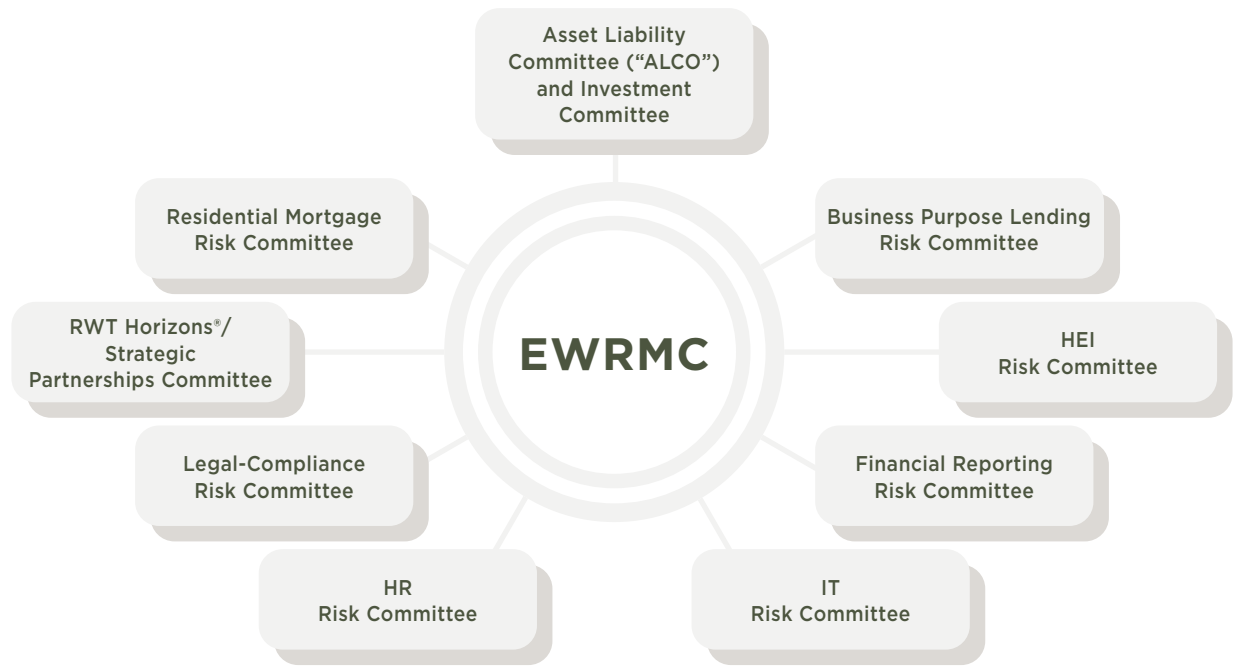 Asset Liability
Committee (“ALCO”)
and Investment
Committee
Residential Mortgage
Risk Committee
Business Purpose Lending
Risk Committee
RWT Horizons®/
Strategic
Partnerships Committee
EWRMC
HEI
Risk Committee
Legal-Compliance
Risk Committee
Financial Reporting
Risk Committee
HR
Risk Committee
IT
Risk Committee